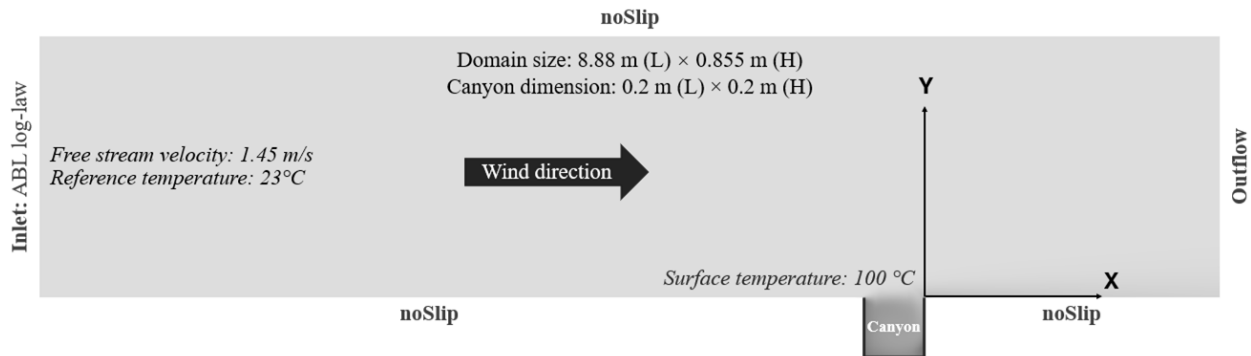 noSlip
Domain size: 8.88 m (L) × 0.855 m (H)
Canyon dimension: 0.2 m (L) × 0.2 m (H)
Y
Inlet: ABL log-law
Free stream velocity: 1.45 m/s
Reference temperature: 23°C
Wind direction
Outflow
Surface temperature: 100 °C
X
noSlip
Canyon
noSlip